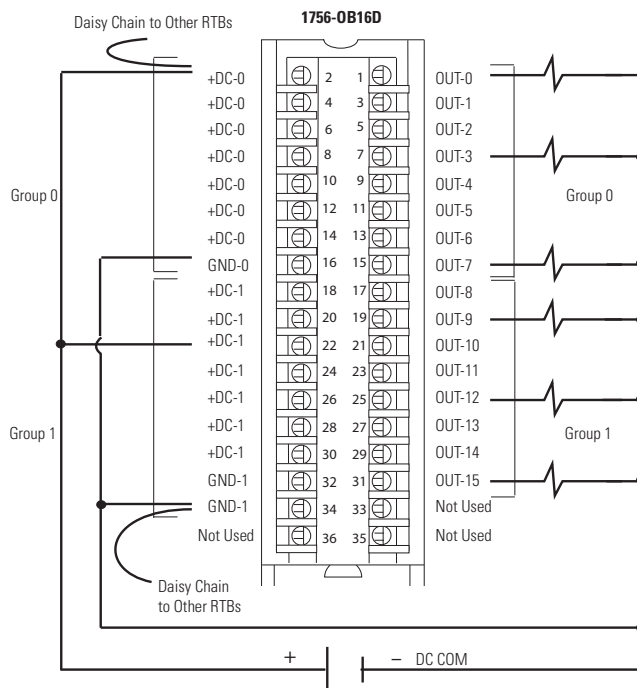 1756-OB16D
Daisy Chain to Other RTBs
+DC-0 2 1 OUT-0
+DC-0 4 3 OUT-1
+DC-0 6 5 OUT-2
+DC-0 8 7 OUT-3
+DC-0 10 9 OUT-4
Group 0 Group 0
+DC-0 12 11 OUT-5
+DC-0 14 13 OUT-6
GND-0 16 15 OUT-7
+DC-1 18 17 OUT-8
+DC-1 20 19 OUT-9
+DC-1 22 21 OUT-10
+DC-1 24 23 OUT-11
+DC-1 26 25 OUT-12
+DC-1 28 27 OUT-13
Group 1 Group 1
+DC-1 30 29 OUT-14
GND-1 32 31 OUT-15
GND-1 34 33 Not Used
Not Used 36 35 Not Used
Daisy Chain
to Other RTBs
+ – DC COM